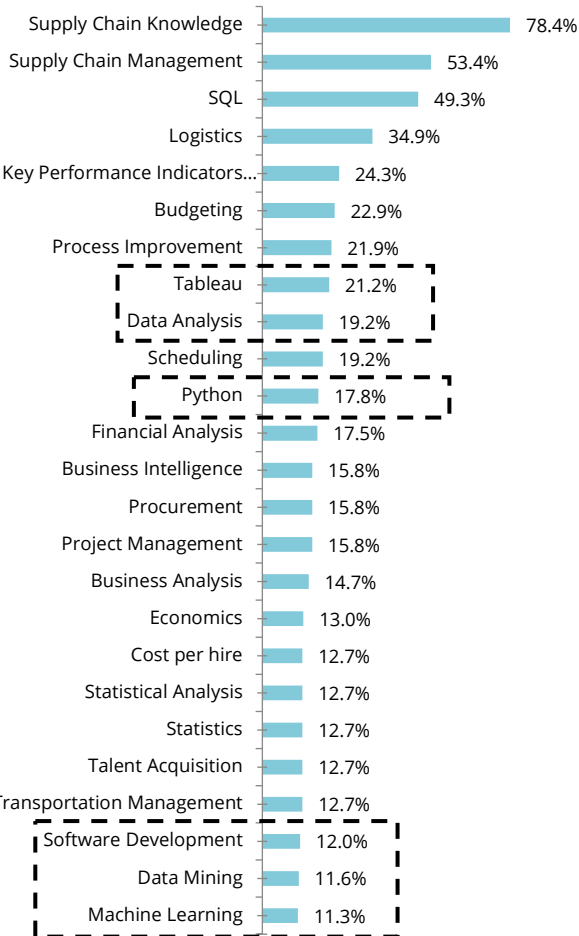 Supply Chain Knowledge 78.4%
Supply Chain Management 53.4%
SQL 49.3%
Logistics 34.9%
Key Performance Indicators... 24.3%
Budgeting 22.9%
Process Improvement 21.9%
Tableau 21.2%
Data Analysis 19.2%
Scheduling 19.2%
Python 17.8%
Financial Analysis 17.5%
Business Intelligence 15.8%
Procurement 15.8%
Project Management 15.8%
Business Analysis 14.7%
Economics 13.0%
Cost per hire 12.7%
Statistical Analysis 12.7%
Statistics 12.7%
Talent Acquisition 12.7%
Transportation Management 12.7%
Software Development 12.0%
Data Mining 11.6%
Machine Learning 11.3%